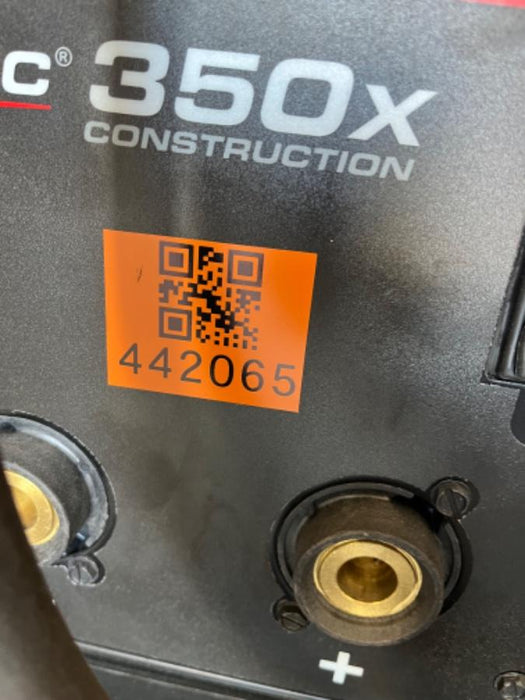 C® 350X
CONSTRUCTION
442065
+